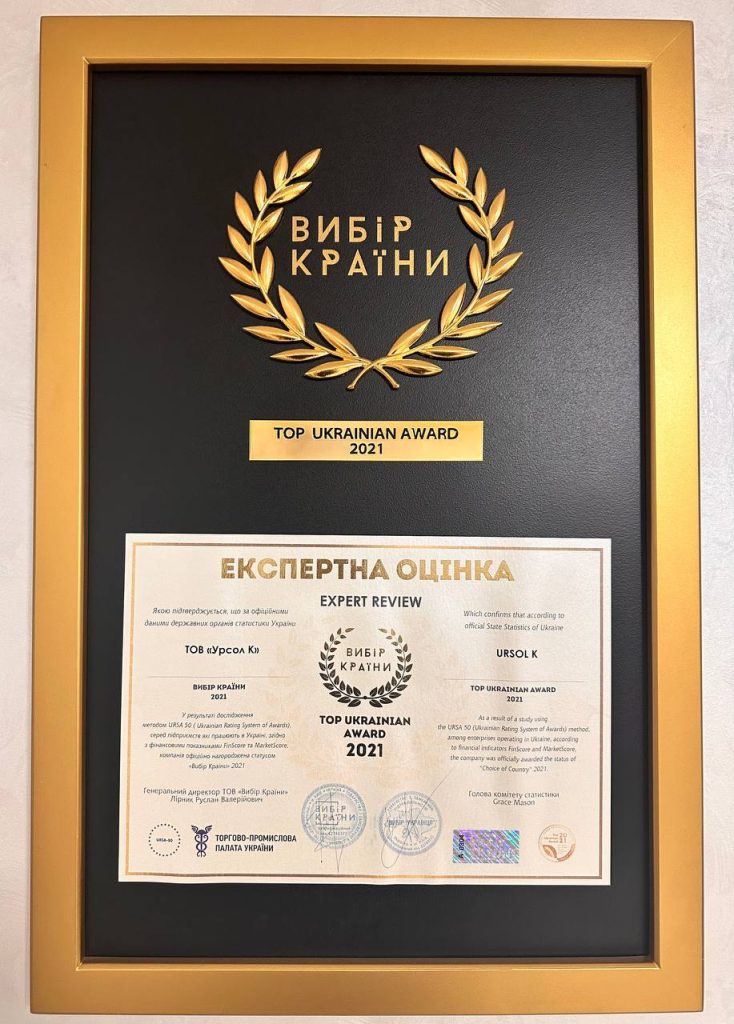 ВИБІР
КРАЇНИ
TOP UKRAINIAN AWARD
2021
ЕКСПЕРТНА ОЦІНКА
EXPERT REVIEW
Якою підтверджується, що за офіційними
даними державних органів статистики України
ТОВ «Урсол К»
ВИБІР КРАЇНИ
2021
У результаті дослідження
методом URSA 50 ( Ukrainian Rating System of Awards),
серед підприємств які працюють в Україні, згідно
з фінансовими показниками FinScore та MarketScore,
компанія офіційно нагороджена статусом
«Вибір Країни» 2021
Генеральний директор ТОВ «Вибір Країни»
Лірник Руслан Валерійович
ВИБІР
КРАЇНИ
TOP UKRAINIAN
AWARD
2021
Which confirms that according to
official State Statistics of Ukraine
URSOL K
TOP UKRAINIAN AWARD
2021
As a result of a study using
the URSA 50 (Ukrainian Rating System of Awards) method,
among enterprises operating in Ukraine, according
to financial indicators FinScore and MarketScore,
the company was officially awarded the status of
"Choice of Country" 2021.
Голова комітету статистики
Grace Mason
URSA-50
ТОРГОВО-ПРОМИСЛОВА
ПАЛАТА УКРАЇНИ
ВИБІР
КРАЇНИ